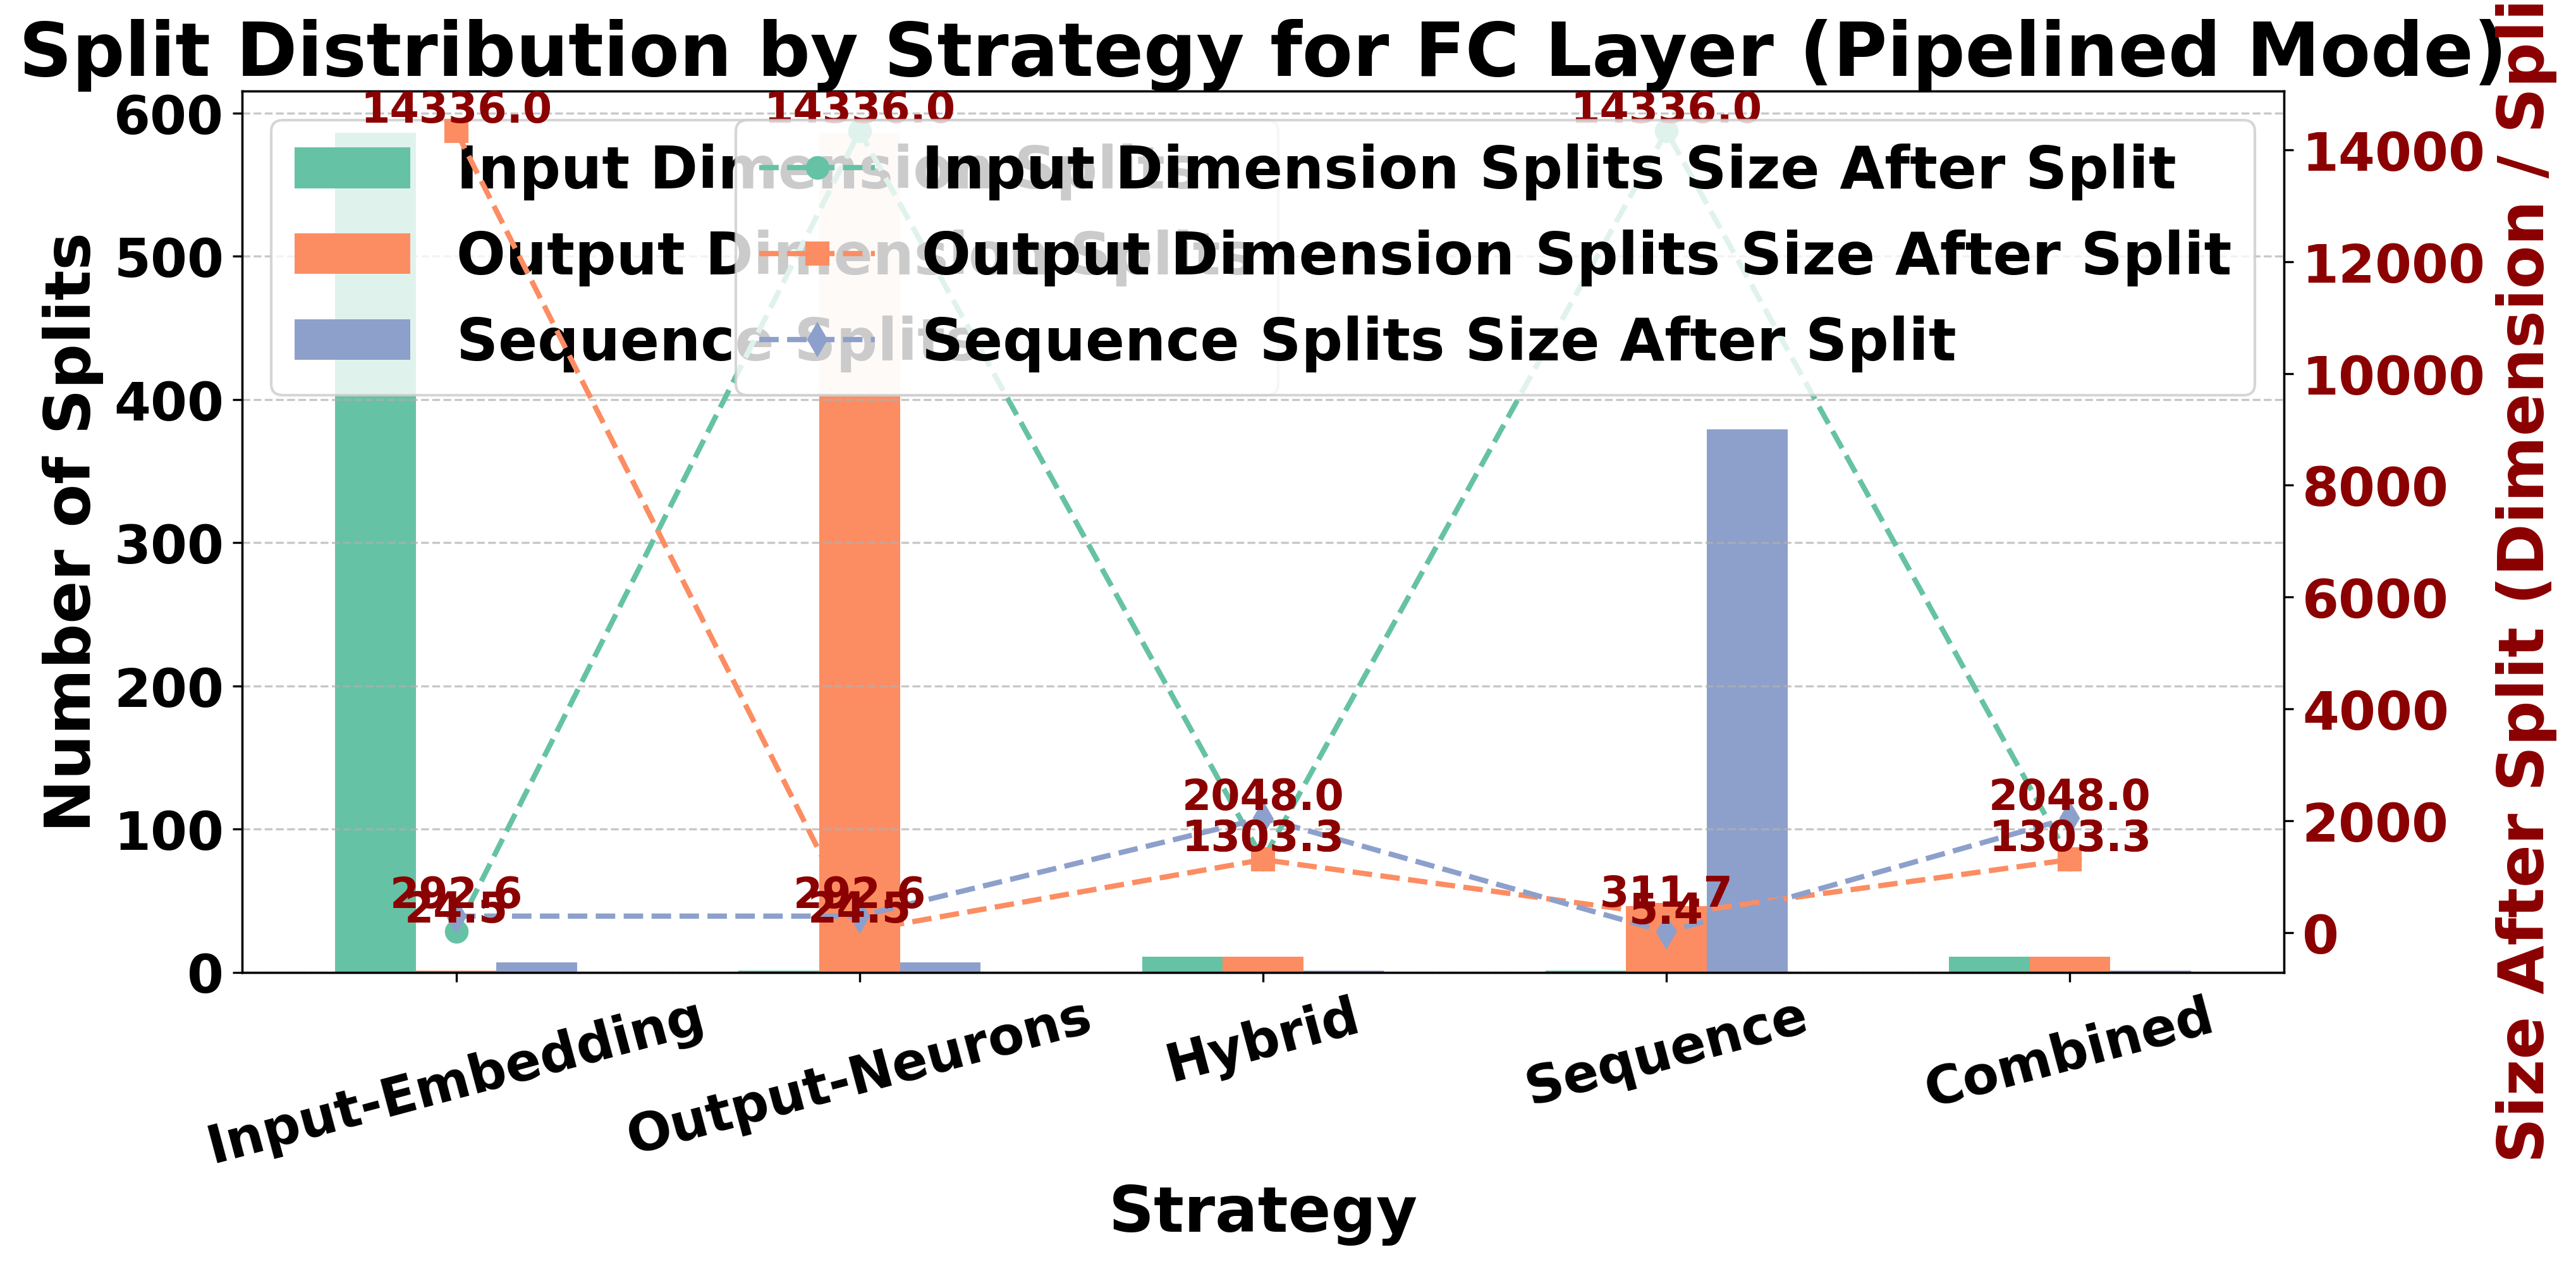 Split Distribution by Strategy for FC Layer (Pipelined Mode)
Number of Splits
600
500
400
300
200
100
0
Input Dimension Splits
Output Dimension Splits
Sequence Splits
Input Dimension Splits Size After Split
Output Dimension Splits Size After Split
Sequence Splits Size After Split
14336.0
14336.0
14336.0
292.6
24.5
292.6
24.5
2048.0
1303.3
311.7
5.4
2048.0
1303.3
14000
12000
10000
8000
6000
4000
2000
0
Size After Split (Dimension / Spli
Input-Embedding
Output-Neurons
Hybrid
Sequence
Combined
Strategy